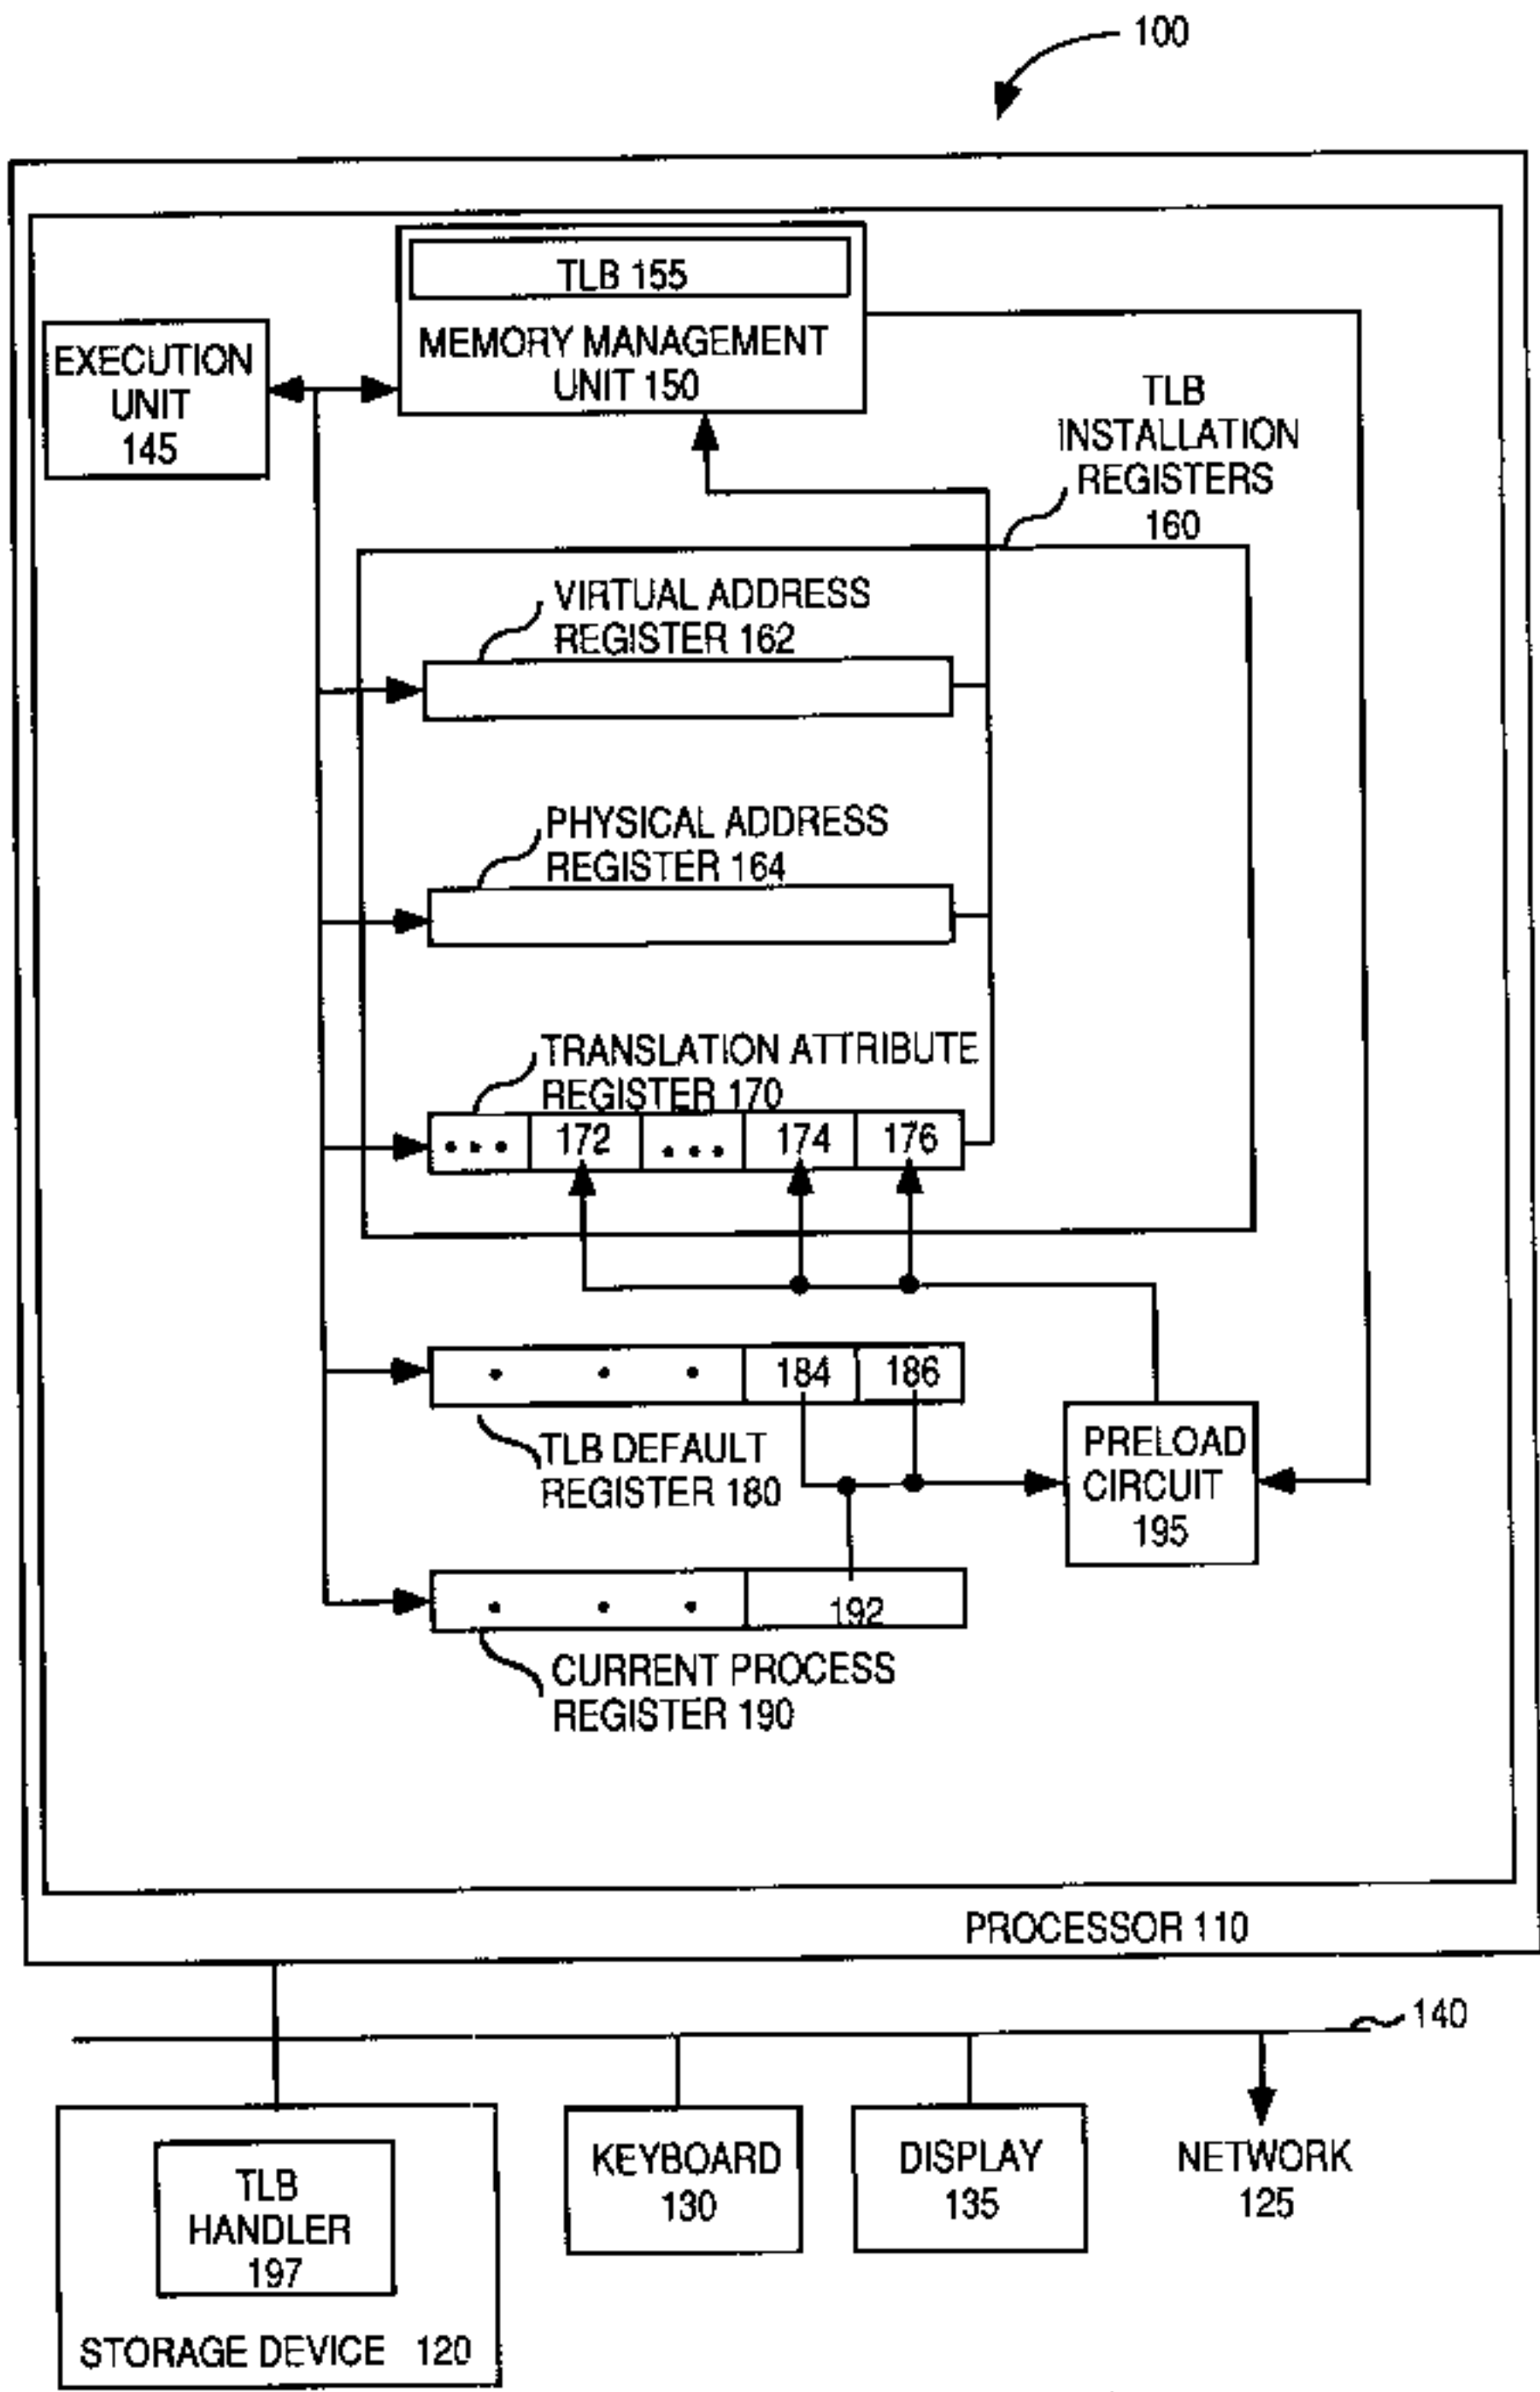 100
TLB 155
MEMORY MANAGEMENT
UNIT 150
EXECUTION
UNIT
145
TLB
INSTALLATION
REGISTERS
160
VIRTUAL ADDRESS
REGISTER 162
PHYSICAL ADDRESS
REGISTER 164
TRANSLATION ATTRIBUTE
REGISTER 170
••• 172 ••• 174 176
• • • 184 186
TLB DEFAULT
REGISTER 180
PRELOAD
CIRCUIT
195
• • • 192
CURRENT PROCESS
REGISTER 190
PROCESSOR 110
140
TLB
HANDLER
197
STORAGE DEVICE 120
KEYBOARD
130
DISPLAY
135
NETWORK
125